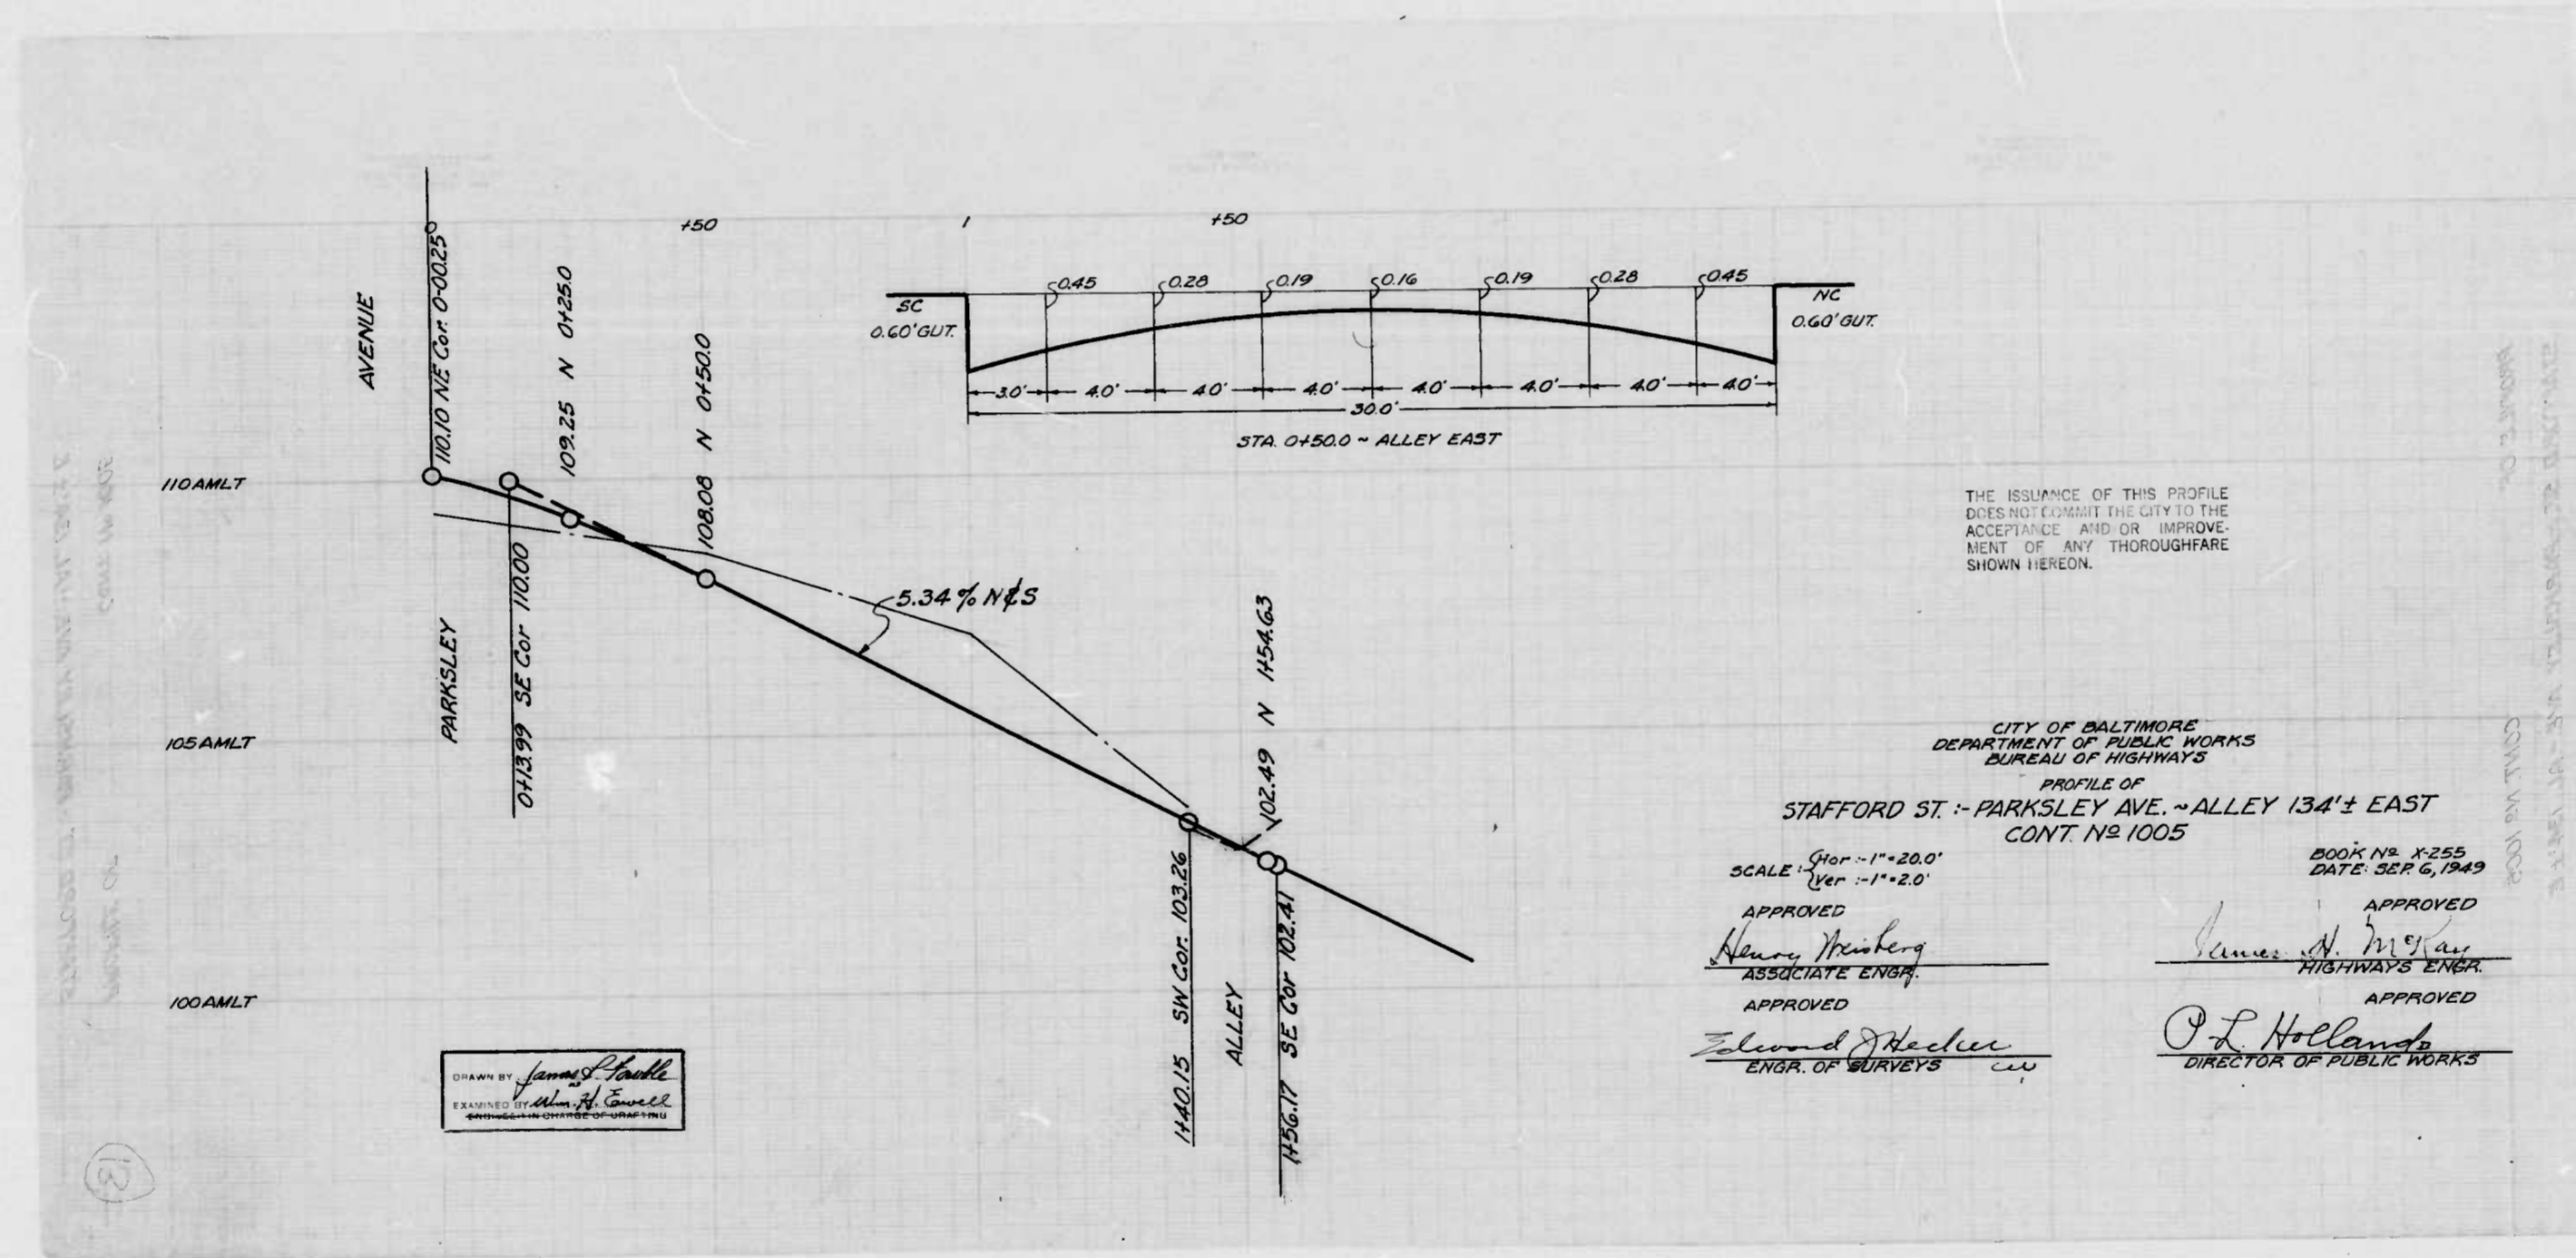 +50
1
+50
AVENUE
110.10 NE Cor. 0-00.25
109.25 N 0+25.0
108.08 N 0+50.0
0.45
0.28
0.19
0.16
0.19
0.28
0.45
SC
0.60' GUT.
NC
0.60' GUT.
3.0' 4.0' 4.0' 4.0' 4.0' 4.0' 4.0' 4.0'
30.0'
STA. 0+50.0 ~ ALLEY EAST
110 AMLT
THE ISSUANCE OF THIS PROFILE
DOES NOT COMMIT THE CITY TO THE
ACCEPTANCE AND OR IMPROVE-
MENT OF ANY THOROUGHFARE
SHOWN HEREON.
PARKSLEY
0+13.99 SE Cor 110.00
5.34 % N&S
102.49 N 1+54.63
105 AMLT
CITY OF BALTIMORE
DEPARTMENT OF PUBLIC WORKS
BUREAU OF HIGHWAYS
PROFILE OF
STAFFORD ST. :- PARKSLEY AVE. ~ ALLEY 134'± EAST
CONT. Nº 1005
SCALE :- Hor :- 1" = 20.0'
Ver :- 1" = 2.0'
BOOK Nº X-255
DATE: SEP. 6, 1949
1+40.15 SW Cor. 103.26
ALLEY
1+56.17 SE Cor 102.41
100 AMLT
APPROVED
Henry Weisberg
ASSOCIATE ENGR.
APPROVED
James H. McKay
HIGHWAYS ENGR.
APPROVED
Edward J Hecker
ENGR. OF SURVEYS
APPROVED
P L. Hollands
DIRECTOR OF PUBLIC WORKS
DRAWN BY James
EXAMINED BY Wm. H. Ewell
ENGINEER IN CHARGE OF DRAFTING
13